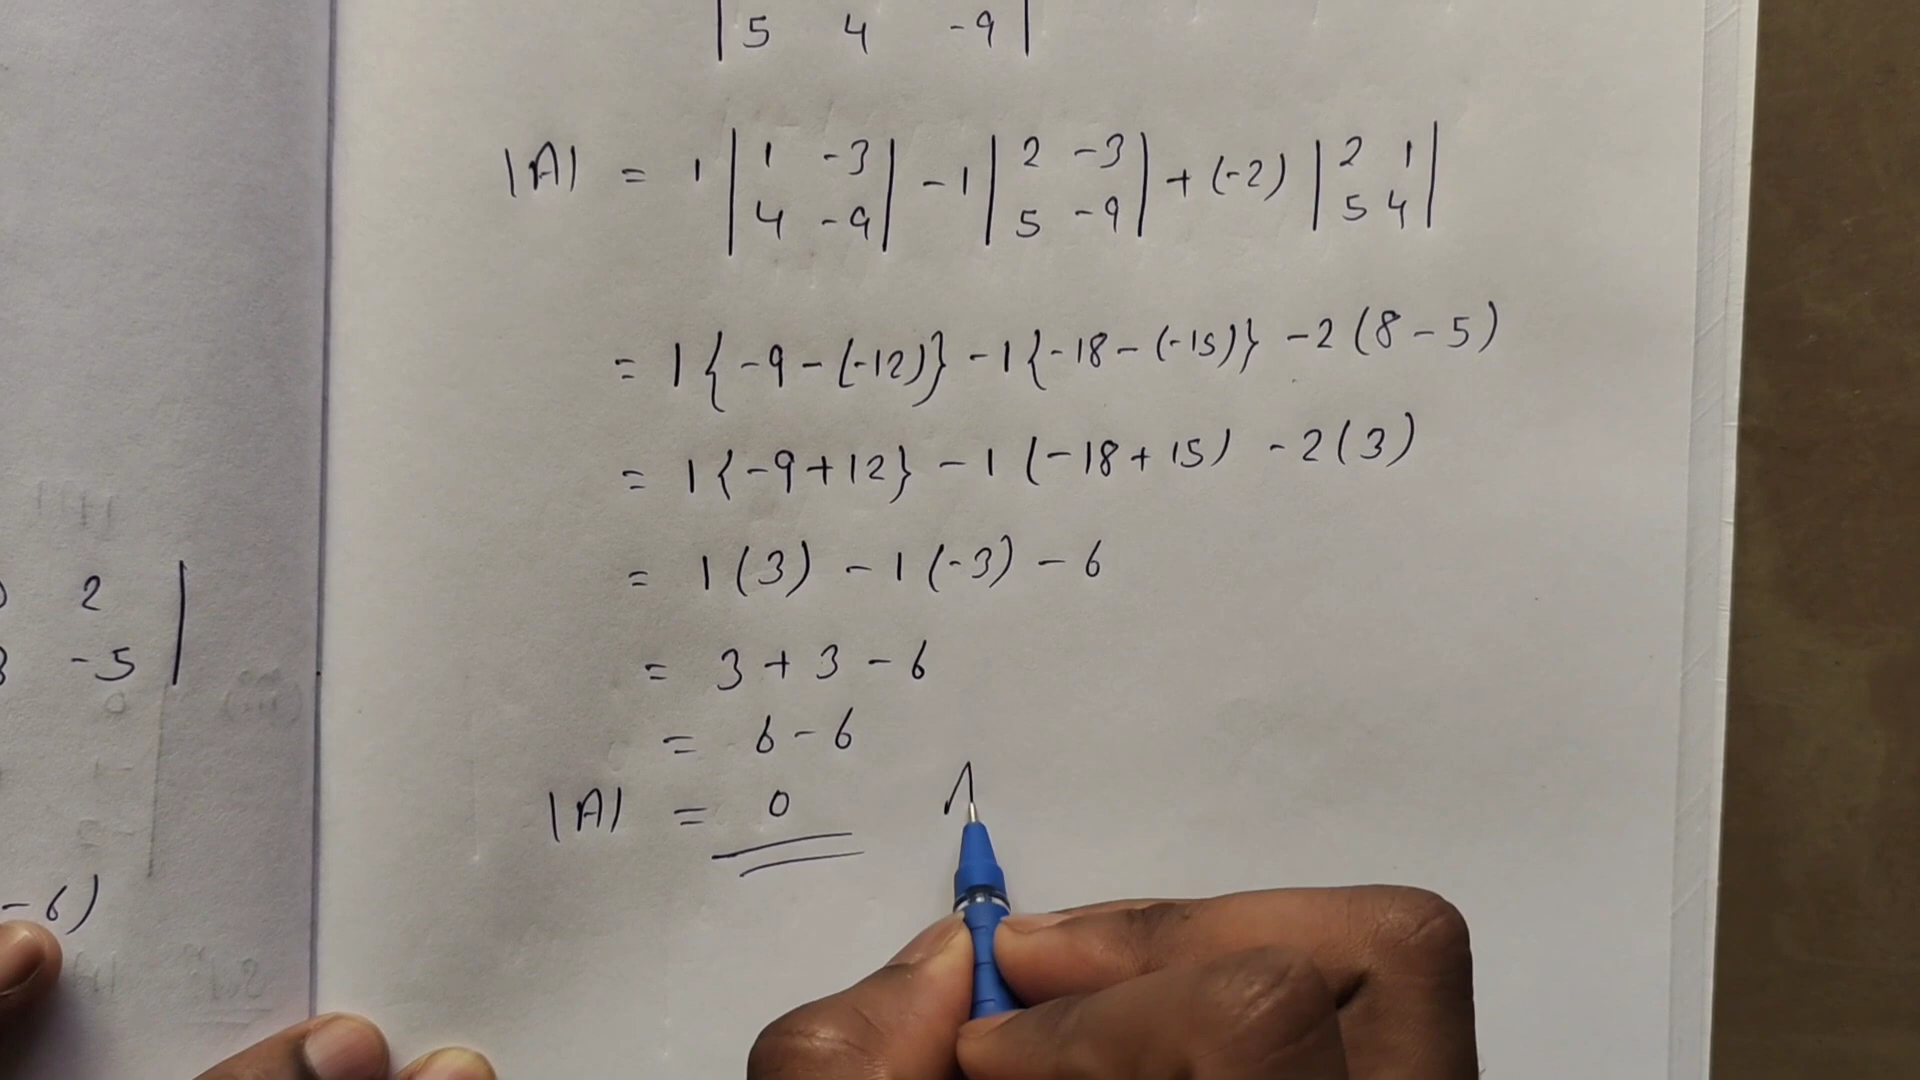 | 5 4 -9 |
|A| = 1 | 1 -3 | -1 | 2 -3 | + (-2) | 2 1 |
| 4 -9 | | 5 -9 | | 5 4 |
= 1 { -9 - (-12) } - 1 { -18 - (-15) } - 2 ( 8 - 5 )
= 1 { -9 + 12 } - 1 ( -18 + 15 ) - 2 ( 3 )
= 1 ( 3 ) - 1 ( -3 ) - 6
= 3 + 3 - 6
= 6 - 6
|A| = 0
2 |
-5 |
- 6 )